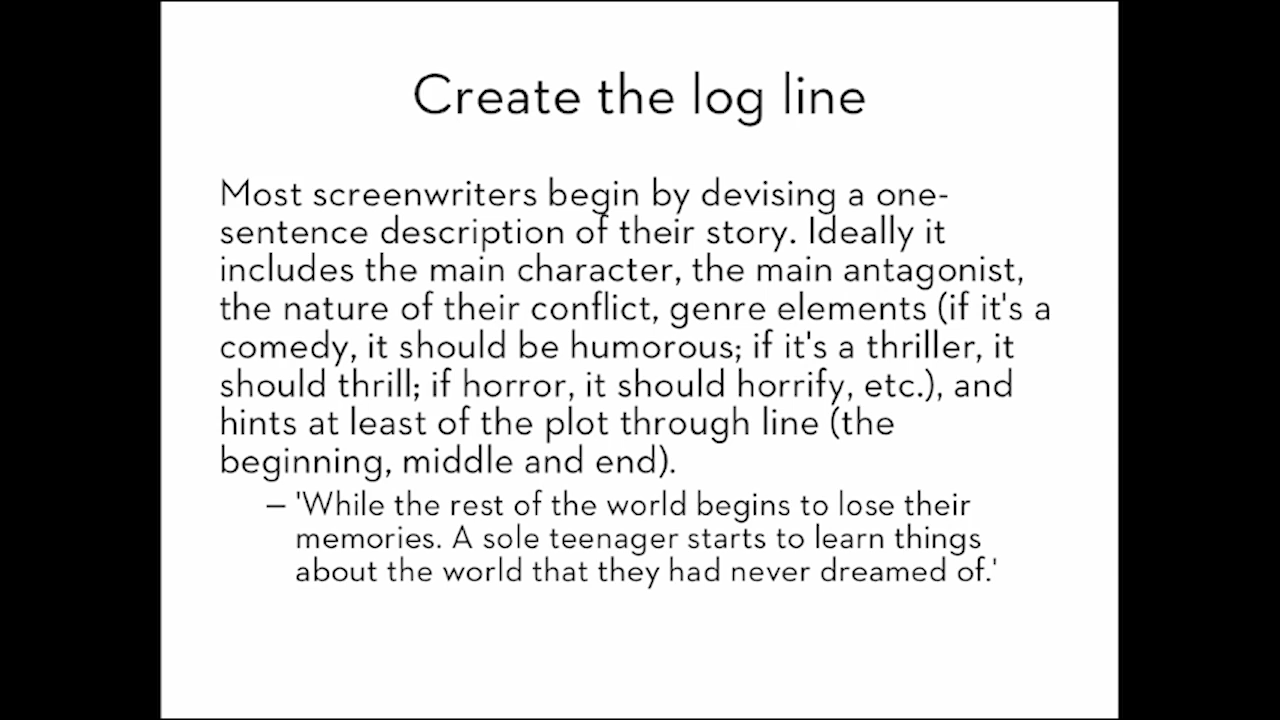 Create the log line
Most screenwriters begin by devising a one-
sentence description of their story. Ideally it
includes the main character, the main antagonist,
the nature of their conflict, genre elements (if it's a
comedy, it should be humorous; if it's a thriller, it
should thrill; if horror, it should horrify, etc.), and
hints at least of the plot through line (the
beginning, middle and end).
– 'While the rest of the world begins to lose their
memories. A sole teenager starts to learn things
about the world that they had never dreamed of.'